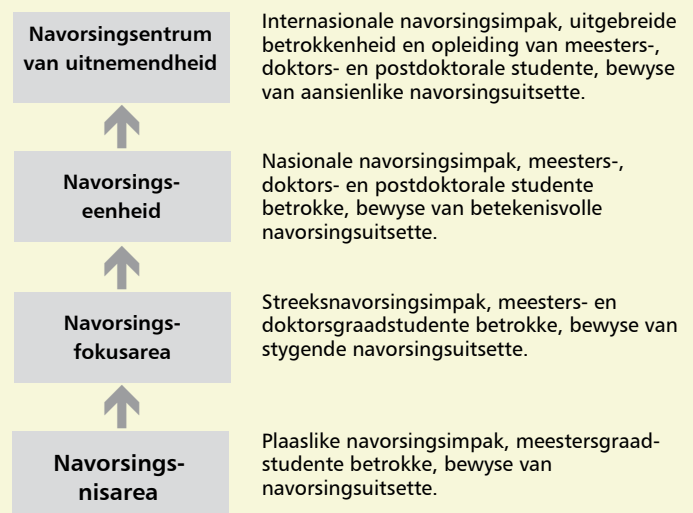 Navorsingsentrum
van uitnemendheid
Internasionale navorsingsimpak, uitgebreide
betrokkenheid en opleiding van meesters-,
doktors- en postdoktorale studente, bewyse
van aansienlike navorsingsuitsette.
Navorsings-
eenheid
Nasionale navorsingsimpak, meesters-,
doktors- en postdoktorale studente
betrokke, bewyse van betekenisvolle
navorsingsuitsette.
Navorsings-
fokusarea
Streeksnavorsingsimpak, meesters- en
doktorsgraadstudente betrokke, bewyse van
stygende navorsingsuitsette.
Navorsings-
nisarea
Plaaslike navorsingsimpak, meestersgraad-
studente betrokke, bewyse van
navorsingsuitsette.